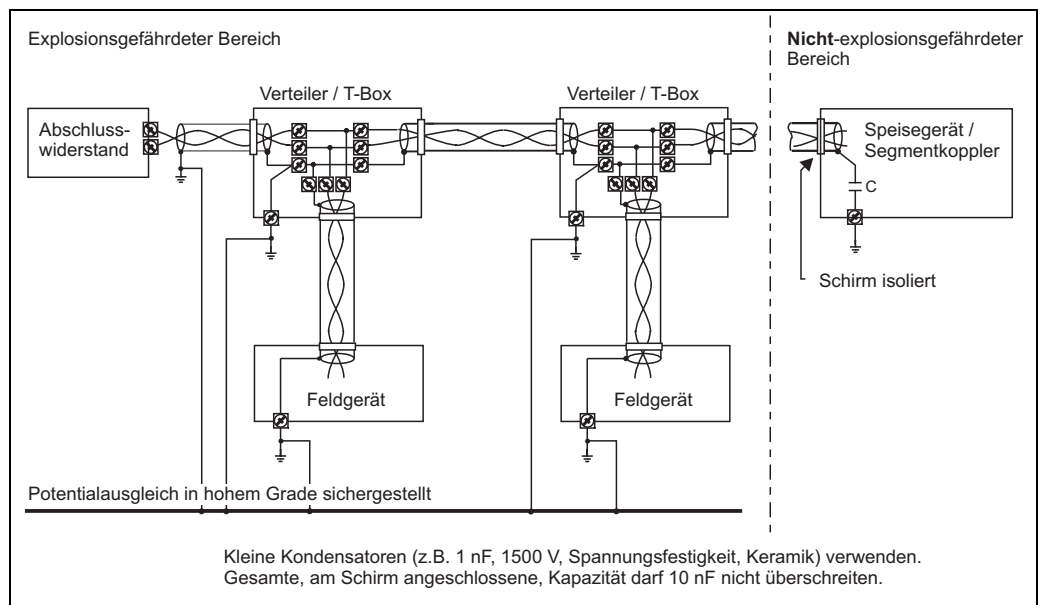 Explosionsgefährdeter Bereich
Nicht-explosionsgefährdeter
Bereich
Verteiler / T-Box
Verteiler / T-Box
Abschluss-
widerstand
Speisegerät /
Segmentkoppler
C
Schirm isoliert
Feldgerät
Feldgerät
Potentialausgleich in hohem Grade sichergestellt
Kleine Kondensatoren (z.B. 1 nF, 1500 V, Spannungsfestigkeit, Keramik) verwenden.
Gesamte, am Schirm angeschlossene, Kapazität darf 10 nF nicht überschreiten.